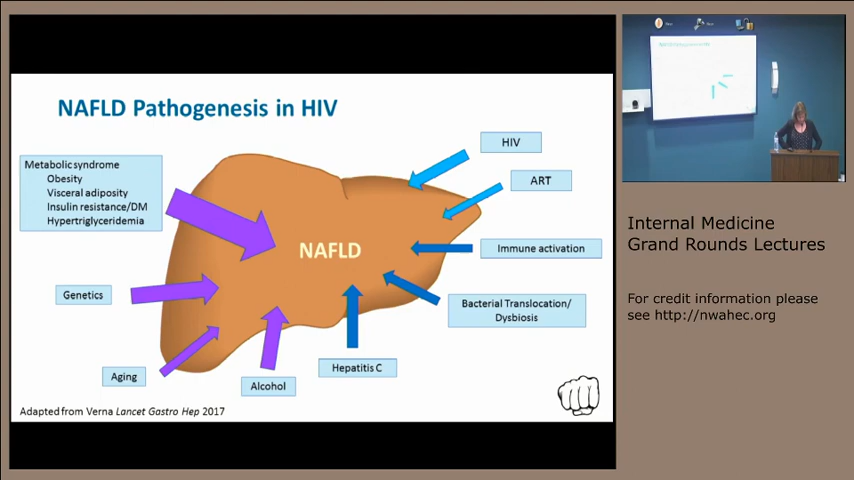 NAFLD Pathogenesis in HIV
Metabolic syndrome
Obesity
Visceral adiposity
Insulin resistance/DM
Hypertriglyceridemia
HIV
ART
NAFLD
Immune activation
Genetics
Bacterial Translocation/
Dysbiosis
Hepatitis C
Aging
Alcohol
Adapted from Verna Lancet Gastro Hep 2017
Internal Medicine
Grand Rounds Lectures
For credit information please
see http://nwahec.org